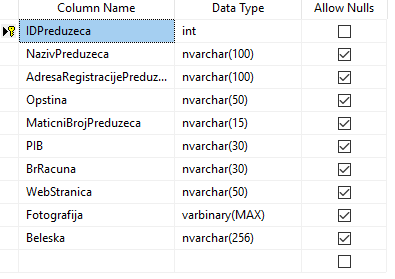 Column Name Data Type Allow Nulls
IDPreduzeca int
NazivPreduzeca nvarchar(100)
AdresaRegistracijePreduz... nvarchar(100)
Opstina nvarchar(50)
MaticniBrojPreduzeca nvarchar(15)
PIB nvarchar(30)
BrRacuna nvarchar(30)
WebStranica nvarchar(50)
Fotografija varbinary(MAX)
Beleska nvarchar(256)